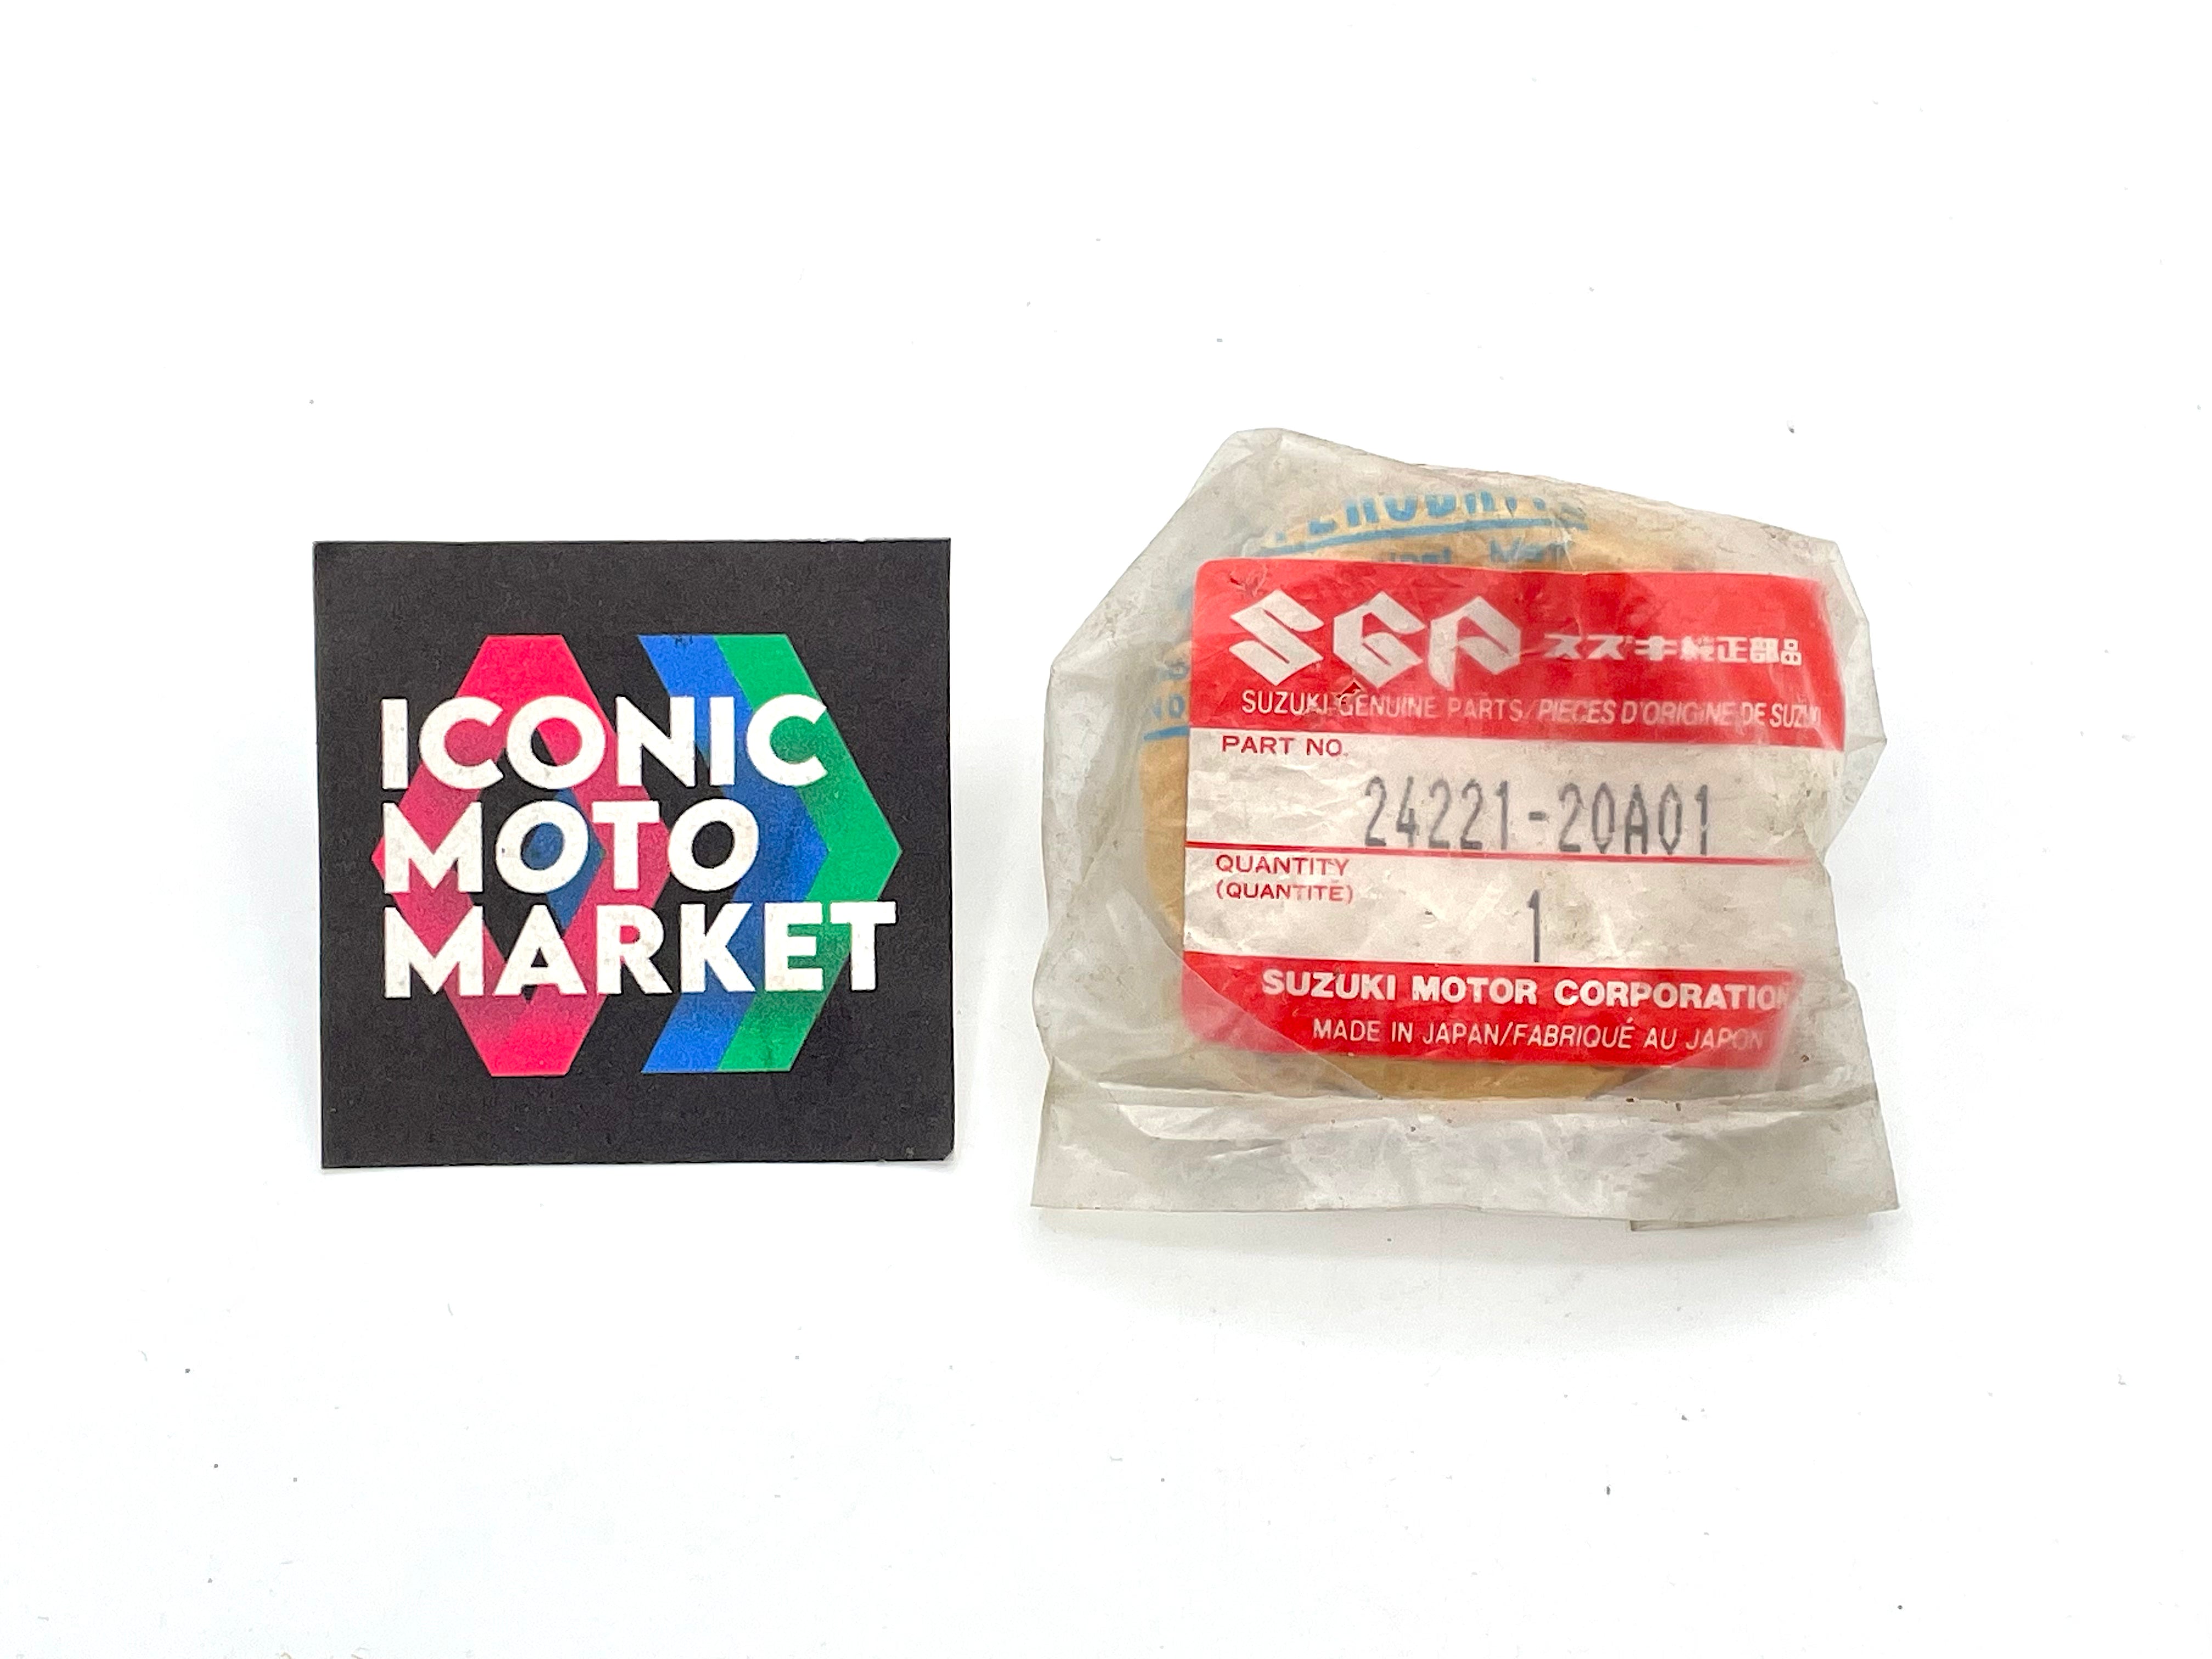 ICONIC
MOTO
MARKET
SGP スズキ純正部品
SUZUKI GENUINE PARTS/PIECES D'ORIGINE DE SUZUKI
PART NO.
24221-20A01
QUANTITY
(QUANTITÉ)
1
SUZUKI MOTOR CORPORATION
MADE IN JAPAN/FABRIQUÉ AU JAPON